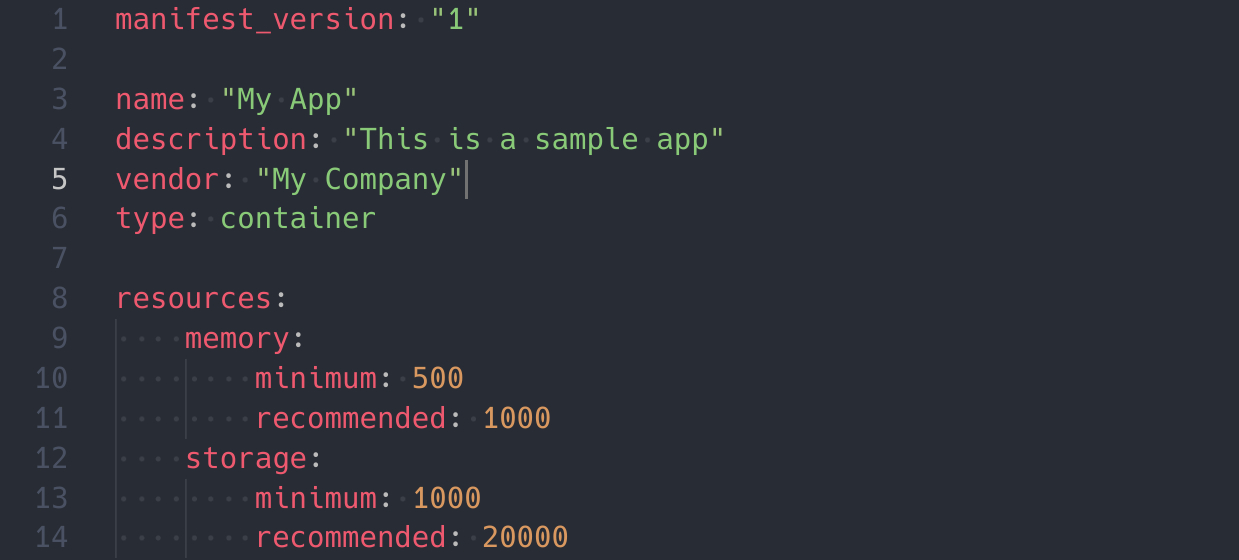 1 manifest_version: "1"
2
3 name: "My App"
4 description: "This is a sample app"
5 vendor: "My Company"
6 type: container
7
8 resources:
9     memory:
10         minimum: 500
11         recommended: 1000
12     storage:
13         minimum: 1000
14         recommended: 20000